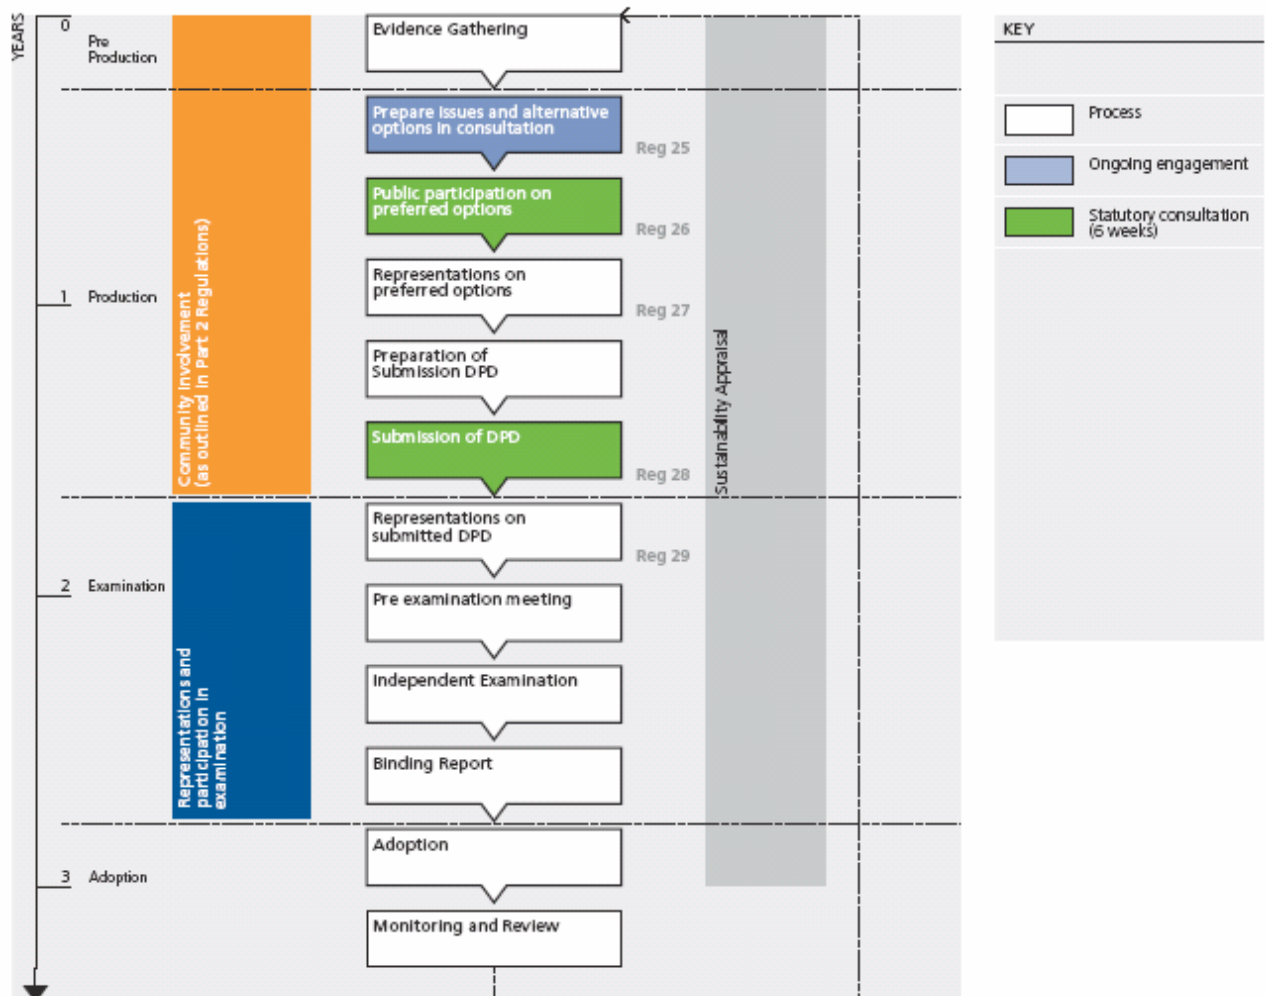 YEARS
0
Pre
Production
1
Production
2
Examination
3
Adoption
Community Involvement
(as outlined in Part 2 Regulations)
Representations and
participation in
examination
Evidence Gathering
Prepare issues and alternative
options in consultation
Reg 25
Public participation on
preferred options
Reg 26
Representations on
preferred options
Reg 27
Preparation of
Submission DPD
Submission of DPD
Reg 28
Representations on
submitted DPD
Reg 29
Pre examination meeting
Independent Examination
Binding Report
Adoption
Monitoring and Review
Sustainability Appraisal
KEY
Process
Ongoing engagement
Statutory consultation
(6 weeks)